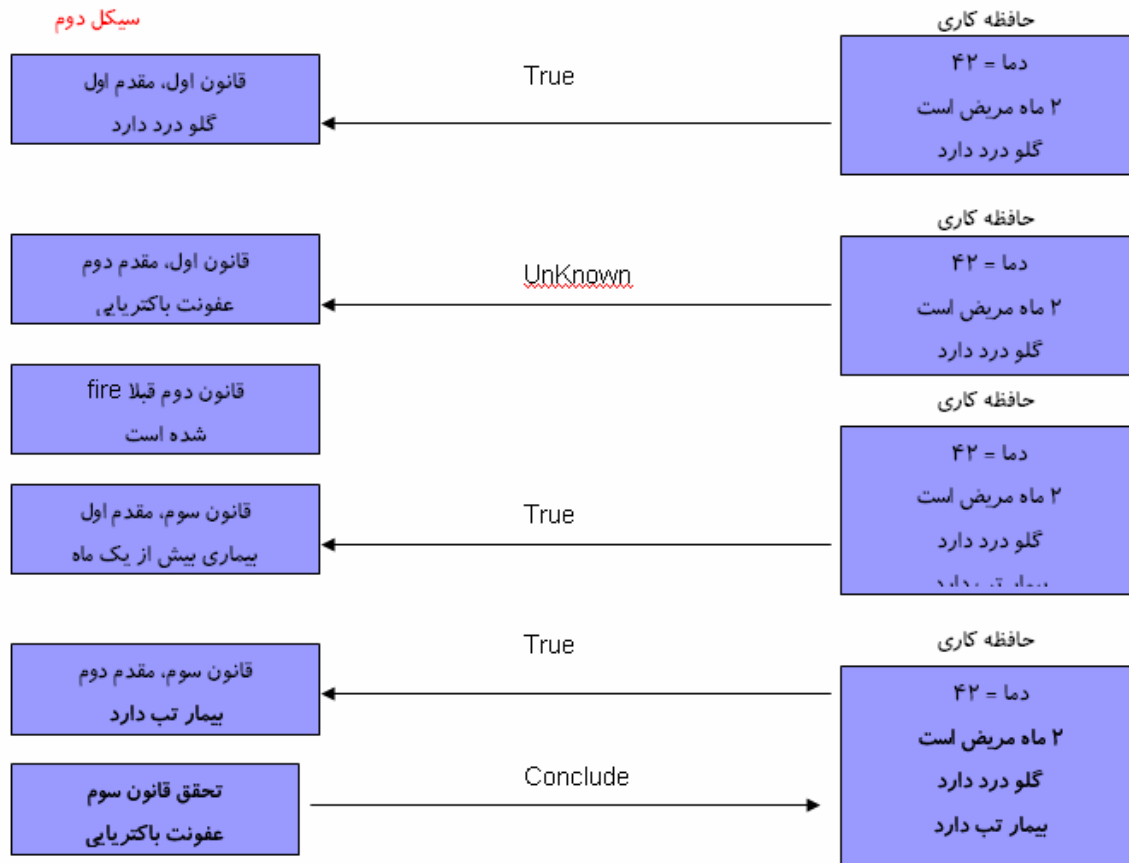 سیکل دوم
حافظه کاری
قانون اول، مقدم اول
گلو درد دارد
True
دما = ۴۲
۲ ماه مریض است
گلو درد دارد
حافظه کاری
قانون اول، مقدم دوم
عفونت باکتریایی
UnKnown
دما = ۴۲
۲ ماه مریض است
گلو درد دارد
قانون دوم قبلا fire
شده است
حافظه کاری
قانون سوم، مقدم اول
بیماری بیش از یک ماه
True
دما = ۴۲
۲ ماه مریض است
گلو درد دارد
بیمار تب دارد
حافظه کاری
قانون سوم، مقدم دوم
بیمار تب دارد
True
دما = ۴۲
۲ ماه مریض است
گلو درد دارد
بیمار تب دارد
تحقق قانون سوم
عفونت باکتریایی
Conclude